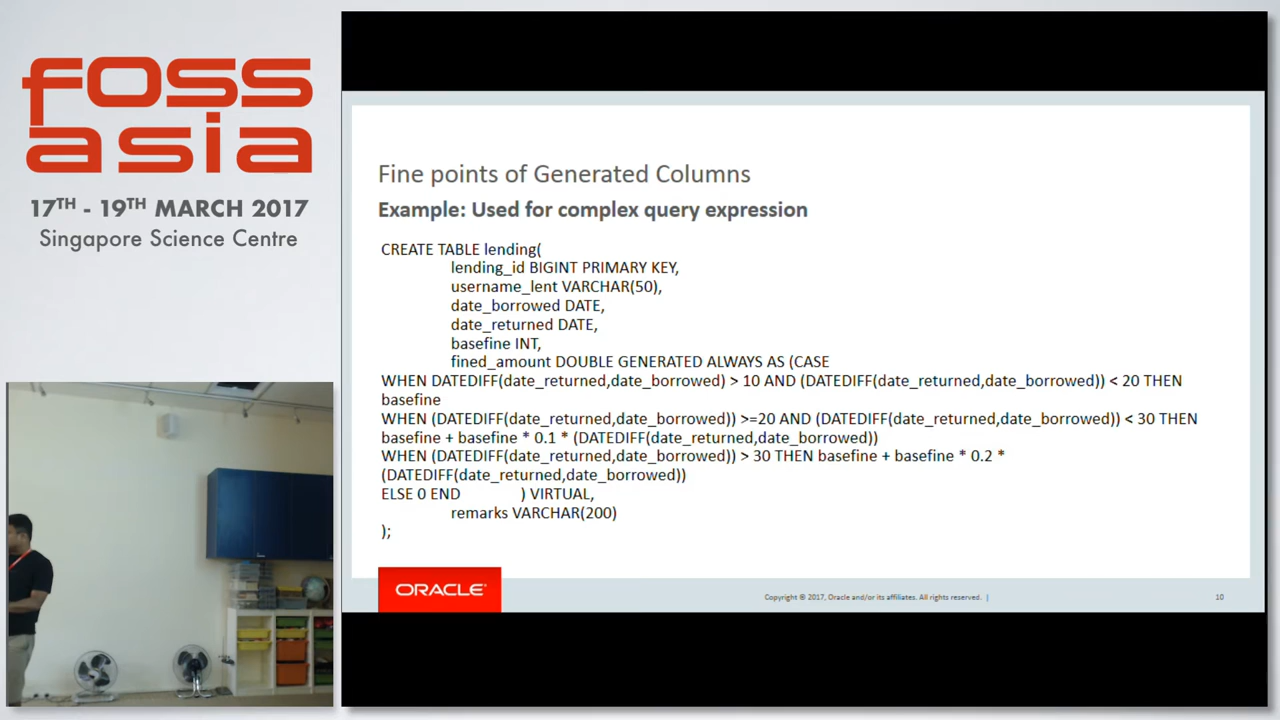 foss
asia
17TH - 19TH MARCH 2017
Singapore Science Centre
Fine points of Generated Columns
Example: Used for complex query expression
CREATE TABLE lending(
lending_id BIGINT PRIMARY KEY,
username_lent VARCHAR(50),
date_borrowed DATE,
date_returned DATE,
basefine INT,
fined_amount DOUBLE GENERATED ALWAYS AS (CASE
WHEN DATEDIFF(date_returned,date_borrowed) > 10 AND (DATEDIFF(date_returned,date_borrowed)) < 20 THEN
basefine
WHEN (DATEDIFF(date_returned,date_borrowed)) >=20 AND (DATEDIFF(date_returned,date_borrowed)) < 30 THEN
basefine + basefine * 0.1 * (DATEDIFF(date_returned,date_borrowed))
WHEN (DATEDIFF(date_returned,date_borrowed)) > 30 THEN basefine + basefine * 0.2 *
(DATEDIFF(date_returned,date_borrowed))
ELSE 0 END ) VIRTUAL,
remarks VARCHAR(200)
);
ORACLE
Copyright © 2017, Oracle and/or its affiliates. All rights reserved. |
10